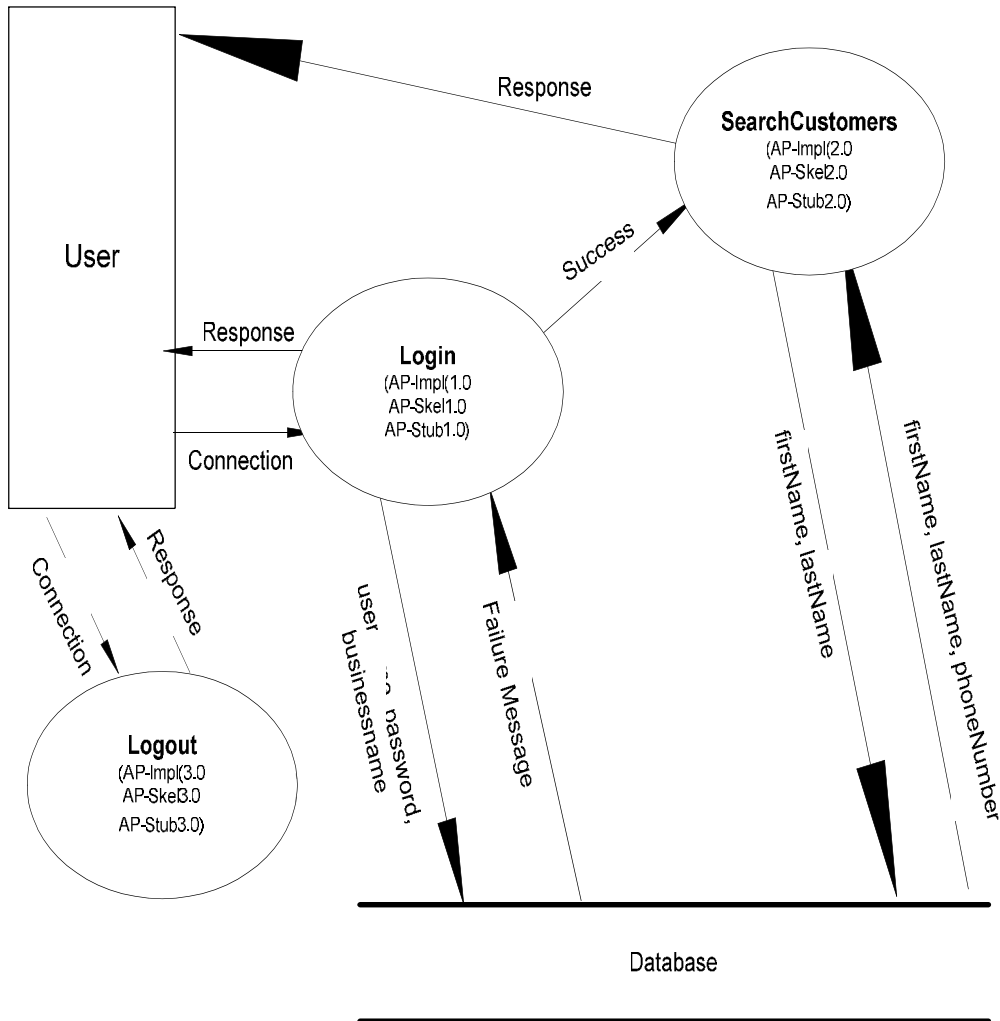 Response
SearchCustomers
(AP-Impl(2.0
AP-Skel2.0
AP-Stub2.0)
User
Success
Response
Login
(AP-Impl(1.0
AP-Skel1.0
AP-Stub1.0)
Connection
firstName, lastName
firstName, lastName, phoneNumber
Connection
Response
user password,
businessname
Failure Message
Logout
(AP-Impl(3.0
AP-Skel3.0
AP-Stub3.0)
Database